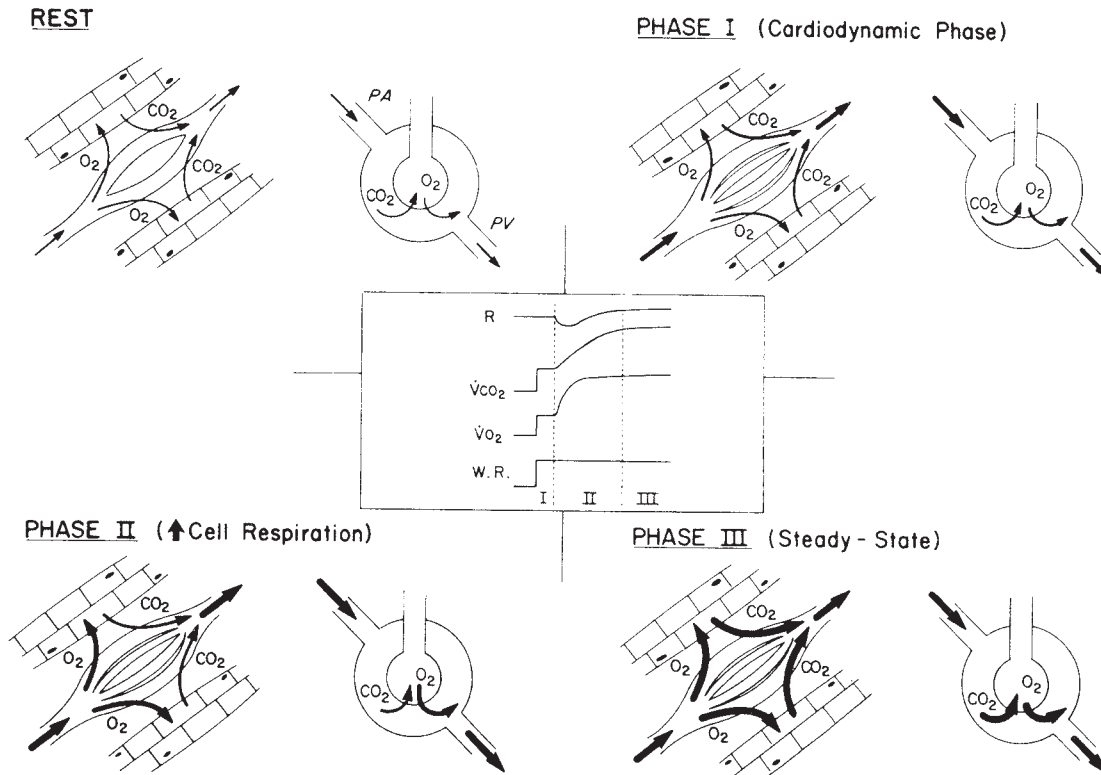 REST
CO₂
O₂
CO₂
O₂
PA
CO₂
O₂
PV
PHASE I (Cardiodynamic Phase)
CO₂
O₂
CO₂
O₂
CO₂
O₂
R
V̇CO₂
V̇O₂
W.R.
I II III
PHASE II (⬆Cell Respiration)
CO₂
O₂
CO₂
O₂
CO₂
O₂
PHASE III (Steady-State)
CO₂
O₂
CO₂
O₂
CO₂
O₂